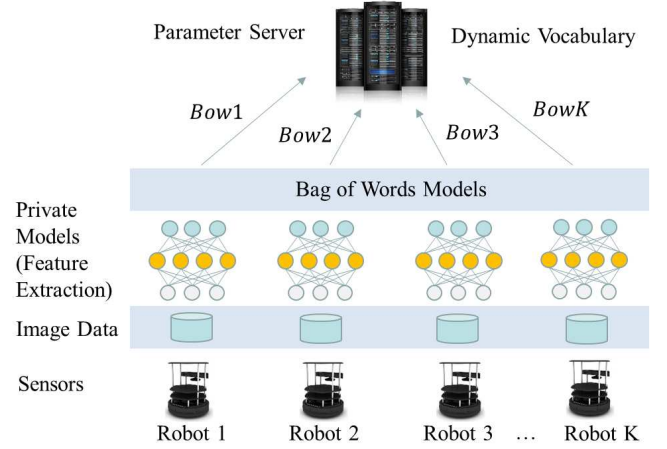 Parameter Server
Dynamic Vocabulary
Bow1
Bow2
Bow3
BowK
Bag of Words Models
Private
Models
(Feature
Extraction)
Image Data
Sensors
Robot 1
Robot 2
Robot 3
...
Robot K